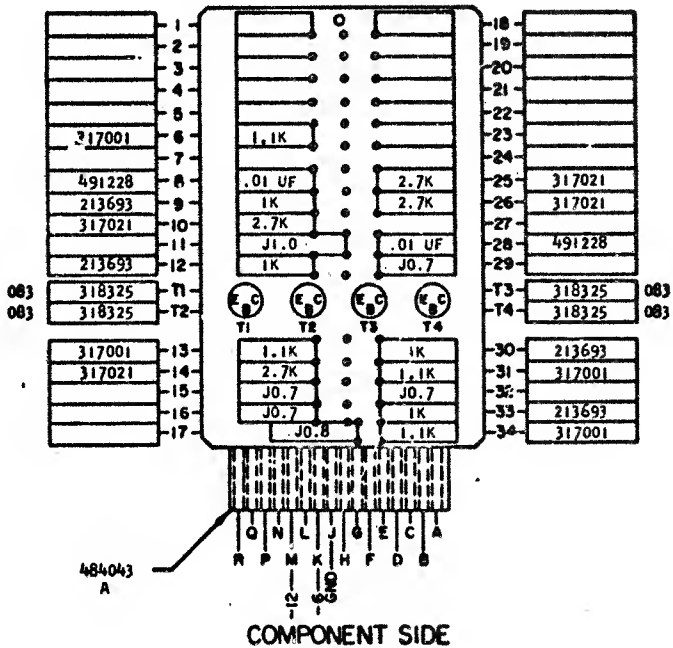 1 18
2 19
3 20
4 21
5 22
317001 6 1.1K 23
7 24
491228 8 .01 UF 2.7K 25 317021
213693 9 1K 2.7K 26 317021
317021 10 2.7K 27
11 J1.0 .01 UF 28 491228
213693 12 1K J0.7 29
083 318325 T1 E B C E B C E B C E B C T3 318325 083
083 318325 T2 T1 T2 T3 T4 T4 318325 083
317001 13 1.1K 1K 30 213693
317021 14 2.7K 1.1K 31 317001
15 J0.7 J0.7 32
16 J0.7 1K 33 213693
17 J0.8 1.1K 34 317001
R Q P N M L K J H G F E D C B A
484043
A
-12 -6 GND
COMPONENT SIDE